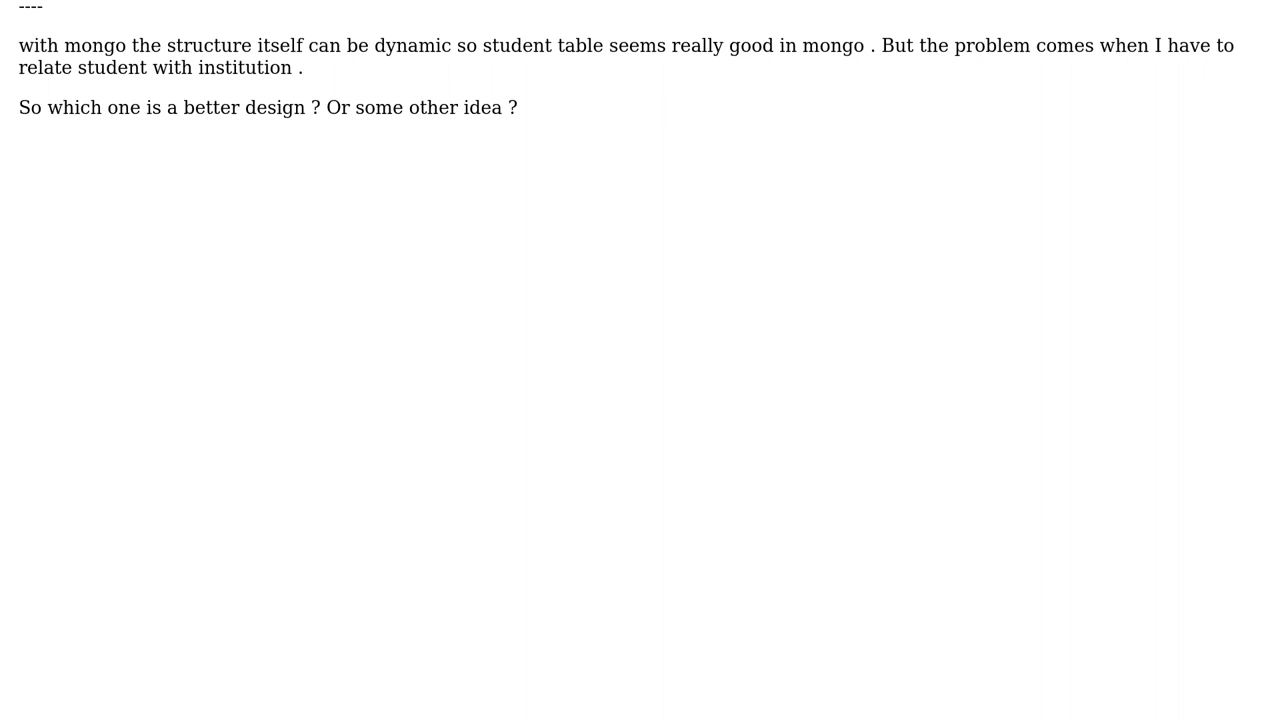 ----
with mongo the structure itself can be dynamic so student table seems really good in mongo . But the problem comes when I have to
relate student with institution .
So which one is a better design ? Or some other idea ?